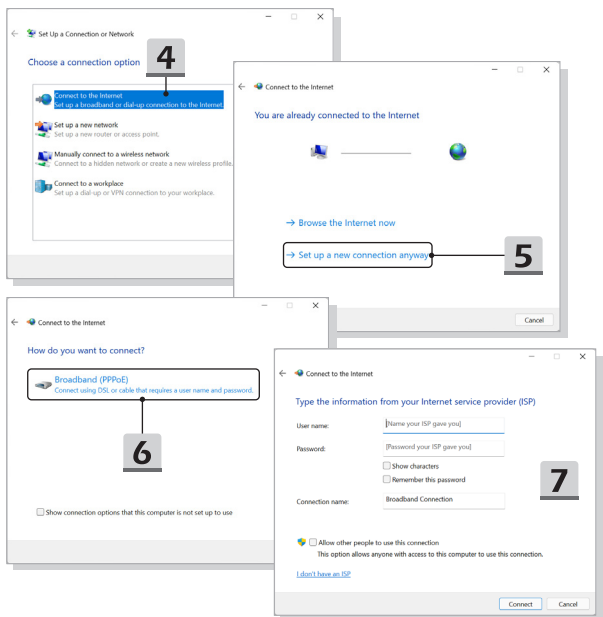 Set Up a Connection or Network
Choose a connection option
4
Connect to the Internet
Set up a broadband or dial-up connection to the Internet.
Set up a new network
Set up a new router or access point.
Manually connect to a wireless network
Connect to a hidden network or create a new wireless profile.
Connect to a workplace
Set up a dial-up or VPN connection to your workplace.
Connect to the Internet
You are already connected to the Internet
→ Browse the Internet now
→ Set up a new connection anyway
5
Cancel
Connect to the Internet
How do you want to connect?
Broadband (PPPoE)
Connect using DSL or cable that requires a user name and password.
6
Show connection options that this computer is not set up to use
Connect to the Internet
Type the information from your Internet service provider (ISP)
User name:
[Name your ISP gave you]
Password:
[Password your ISP gave you]
Show characters
Remember this password
7
Connection name:
Broadband Connection
Allow other people to use this connection
This option allows anyone with access to this computer to use this connection.
I don't have an ISP
Connect
Cancel